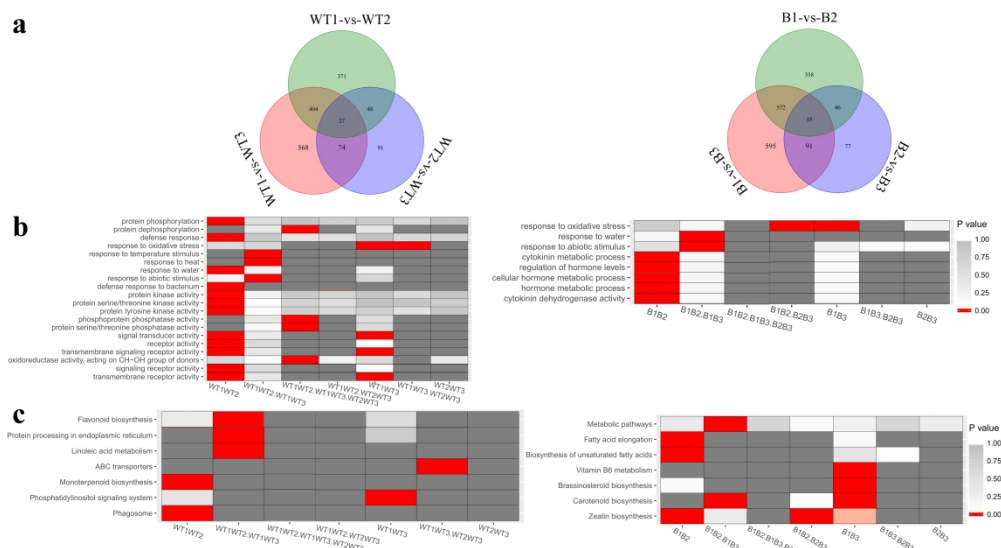 a
WT1-vs-WT2
371
404
48
27
568
74
91
WT1-vs-WT3
WT2-vs-WT3
B1-vs-B2
358
572
46
15
595
91
77
B1-vs-B3
B2-vs-B3
b
protein phosphorylation
protein dephosphorylation
defense response
response to oxidative stress
response to temperature stimulus
response to heat
response to water
response to abiotic stimulus
defense response to bacterium
protein kinase activity
protein serine/threonine kinase activity
protein tyrosine kinase activity
phosphoprotein phosphatase activity
protein serine/threonine phosphatase activity
signal transducer activity
receptor activity
transmembrane signaling receptor activity
oxidoreductase activity, acting on CH−OH group of donors
signaling receptor activity
transmembrane receptor activity
WT1WT2
WT1WT2.WT1WT3
WT1WT2.WT1WT3.WT2WT3
WT1WT2.WT2WT3
WT1WT3
WT1WT3.WT2WT3
WT2WT3
response to oxidative stress
response to water
response to abiotic stimulus
cytokinin metabolic process
regulation of hormone levels
cellular hormone metabolic process
hormone metabolic process
cytokinin dehydrogenase activity
B1B2
B1B2.B1B3
B1B2.B1B3.B2B3
B1B2.B2B3
B1B3
B1B3.B2B3
B2B3
P value
1.00
0.75
0.50
0.25
0.00
c
Flavonoid biosynthesis
Protein processing in endoplasmic reticulum
Linoleic acid metabolism
ABC transporters
Monoterpenoid biosynthesis
Phosphatidylinositol signaling system
Phagosome
WT1WT2
WT1WT2.WT1WT3
WT1WT2.WT1WT3.WT2WT3
WT1WT2.WT2WT3
WT1WT3
WT1WT3.WT2WT3
WT2WT3
Metabolic pathways
Fatty acid elongation
Biosynthesis of unsaturated fatty acids
Vitamin B6 metabolism
Brassinosteroid biosynthesis
Carotenoid biosynthesis
Zeatin biosynthesis
B1B2
B1B2.B1B3
B1B2.B1B3.B2B3
B1B2.B2B3
B1B3
B1B3.B2B3
B2B3
P value
1.00
0.75
0.50
0.25
0.00